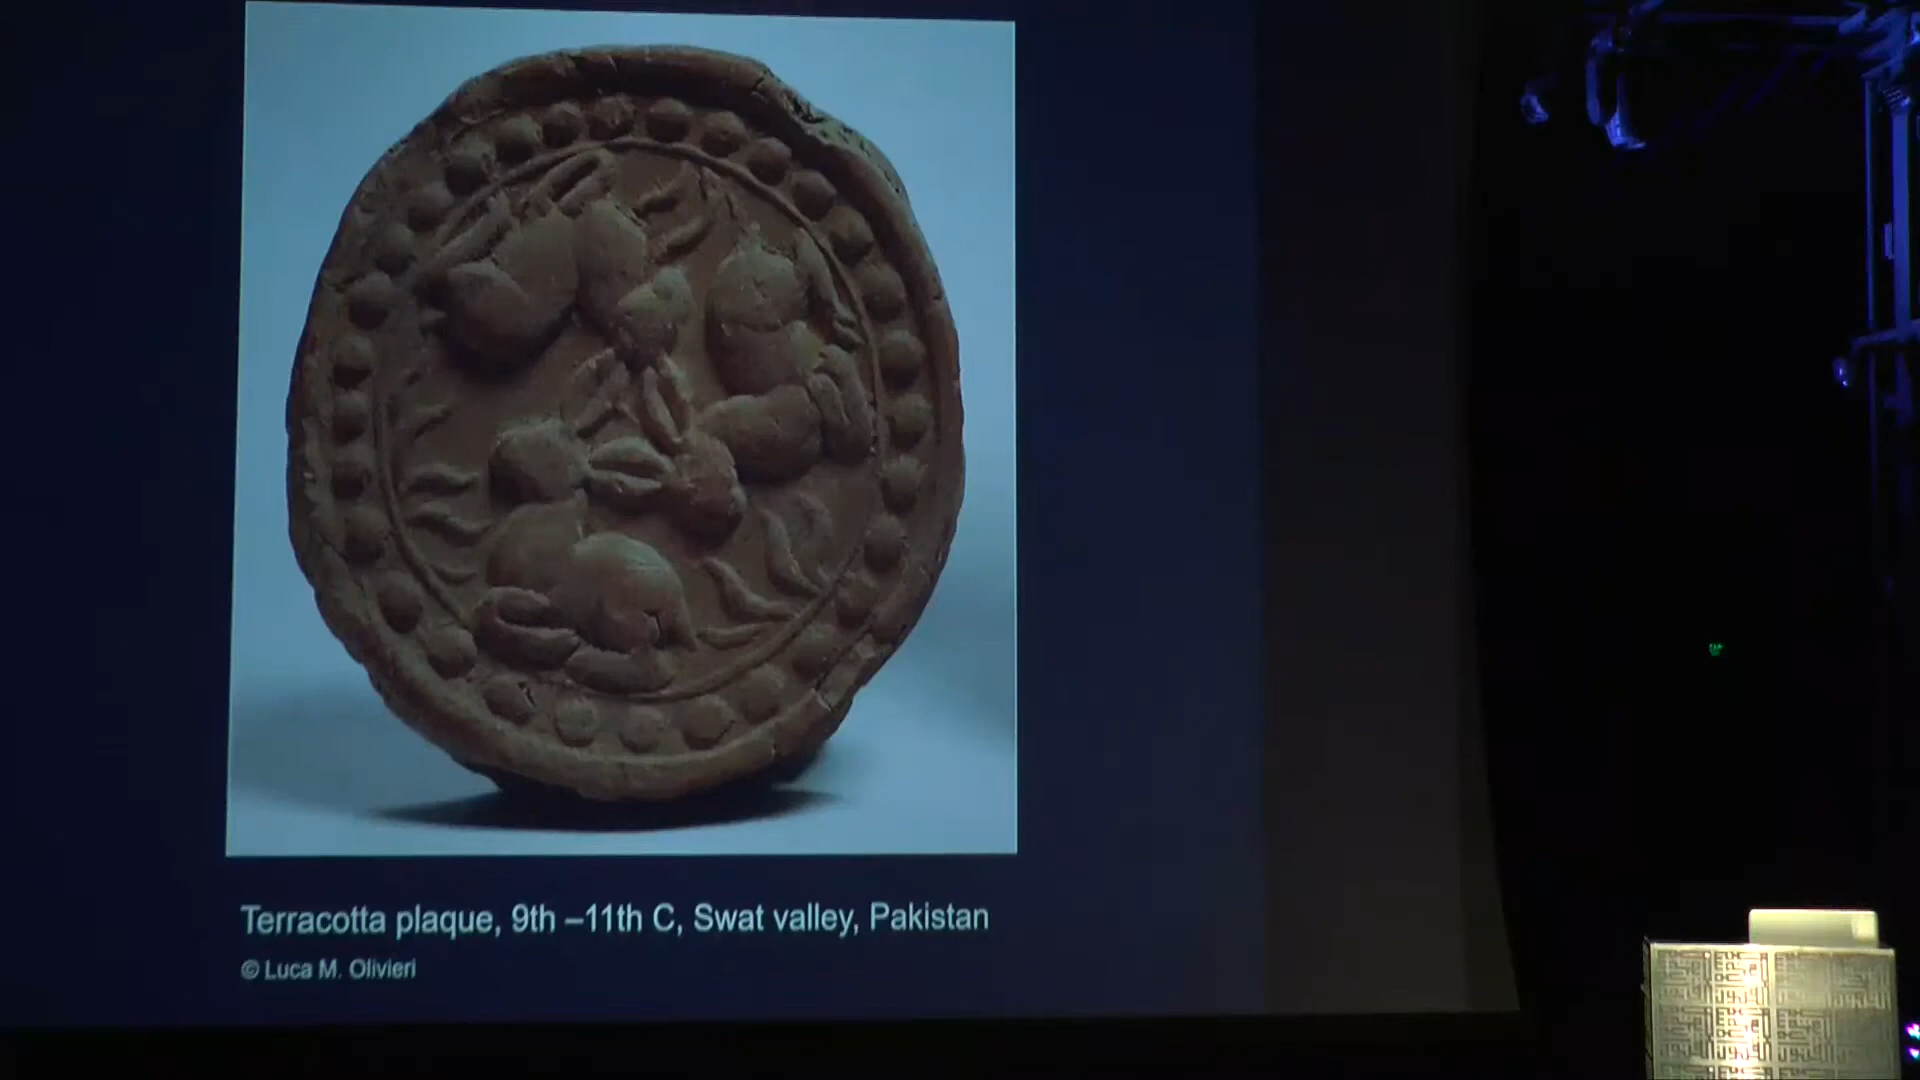 Terracotta plaque, 9th –11th C, Swat valley, Pakistan
© Luca M. Olivieri